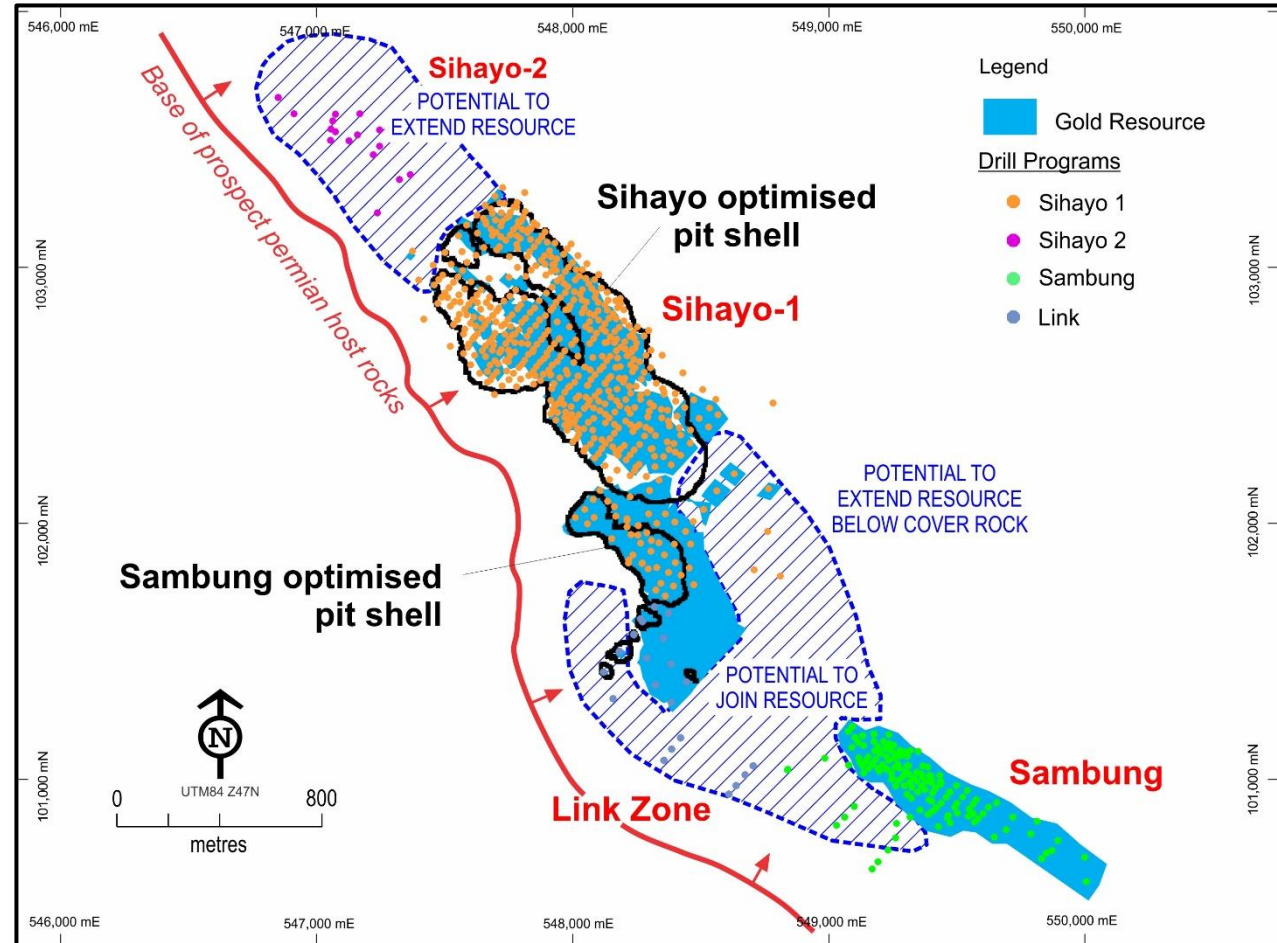 546,000 mE
547,000 mE
548,000 mE
549,000 mE
550,000 mE
Sihayo-2
POTENTIAL TO
EXTEND RESOURCE
Legend
Gold Resource
Drill Programs
Sihayo 1
Sihayo 2
Sambung
Link
Base of prospect permian host rocks
Sihayo optimised
pit shell
Sihayo-1
103,000 mN
103,000 mN
POTENTIAL TO
EXTEND RESOURCE
BELOW COVER ROCK
102,000 mN
102,000 mN
Sambung optimised
pit shell
POTENTIAL TO
JOIN RESOURCE
N
UTM84 Z47N
0 800
metres
Link Zone
Sambung
101,000 mN
101,000 mN
546,000 mE
547,000 mE
548,000 mE
549,000 mE
550,000 mE